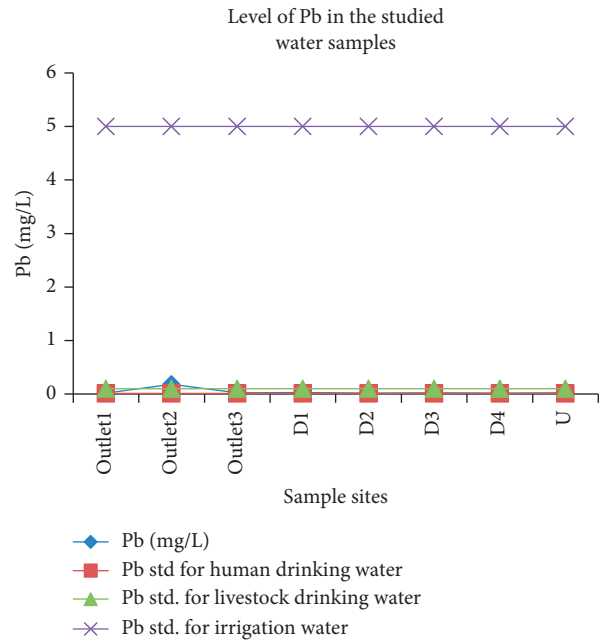 Level of Pb in the studied
water samples
Pb (mg/L)
6
5
4
3
2
1
0
Outlet1
Outlet2
Outlet3
D1
D2
D3
D4
U
Sample sites
Pb (mg/L)
Pb std for human drinking water
Pb std. for livestock drinking water
Pb std. for irrigation water